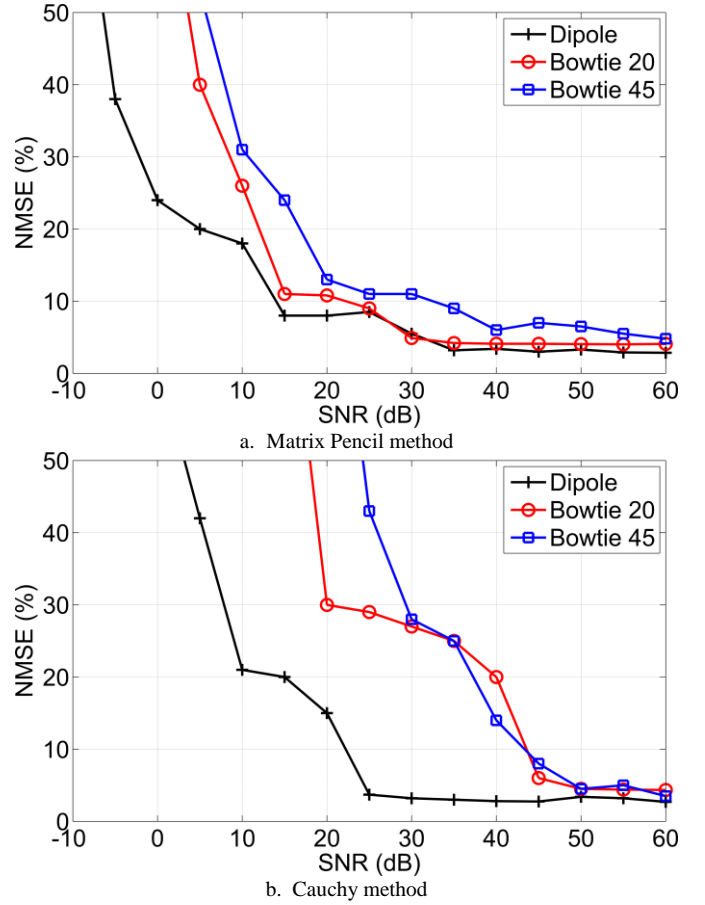 50
40
30
20
10
0
NMSE (%)
Dipole
Bowtie 20
Bowtie 45
-10 0 10 20 30 40 50 60
SNR (dB)
a. Matrix Pencil method
50
40
30
20
10
0
NMSE (%)
Dipole
Bowtie 20
Bowtie 45
-10 0 10 20 30 40 50 60
SNR (dB)
b. Cauchy method